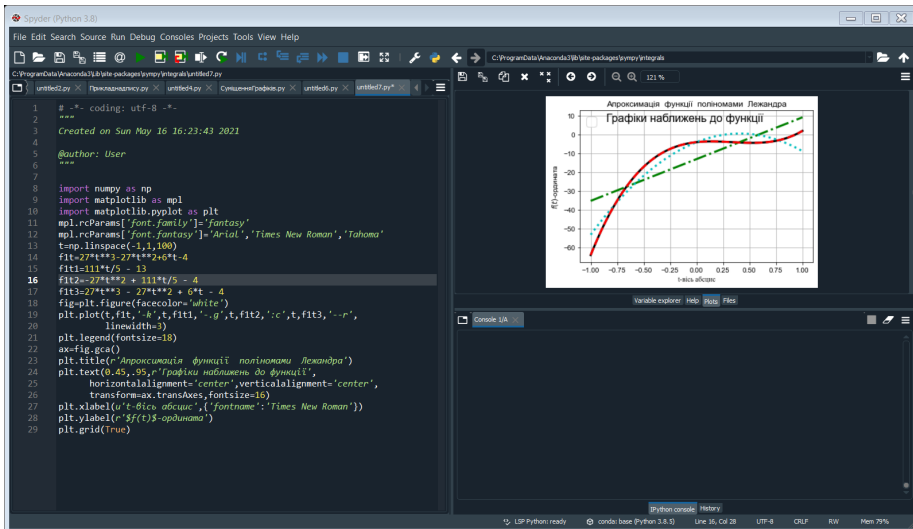 Spyder (Python 3.8)
File Edit Search Source Run Debug Consoles Projects Tools View Help
C:\ProgramData\Anaconda3\lib\site-packages\sympy\integrals
C:\ProgramData\Anaconda3\lib\site-packages\sympy\integrals\untitled7.py
untitled2.py Прикладнадпису.py untitled4.py СуміщенняГрафіків.py untitled6.py untitled7.py*
121 %
1 # -*- coding: utf-8 -*-
2 """
3 Created on Sun May 16 16:23:43 2021
4
5 @author: User
6 """
7
8 import numpy as np
9 import matplotlib as mpl
10 import matplotlib.pyplot as plt
11 mpl.rcParams['font.family']='fantasy'
12 mpl.rcParams['font.fantasy']='Arial','Times New Roman','Tahoma'
13 t=np.linspace(-1,1,100)
14 f1t=27*t**3-27*t**2+6*t-4
15 f1t1=111*t/5 - 13
16 f1t2=-27*t**2 + 111*t/5 - 4
17 f1t3=27*t**3 - 27*t**2 + 6*t - 4
18 fig=plt.figure(facecolor='white')
19 plt.plot(t,f1t,'-k',t,f1t1,'-.g',t,f1t2,':c',t,f1t3,'--r',
20 linewidth=3)
21 plt.legend(fontsize=18)
22 ax=fig.gca()
23 plt.title(r'Апроксимація функції поліномами Лежандра')
24 plt.text(0.45,.95,r'Графіки наближень до функції',
25 horizontalalignment='center',verticalalignment='center',
26 transform=ax.transAxes,fontsize=16)
27 plt.xlabel(u't-вісь абсцис',{'fontname':'Times New Roman'})
28 plt.ylabel(r'$f(t)$-ордината')
29 plt.grid(True)
Апроксимація функції поліномами Лежандра
Графіки наближень до функції
10
0
−10
−20
−30
−40
−50
−60
f(t)-ордината
−1.00 −0.75 −0.50 −0.25 0.00 0.25 0.50 0.75 1.00
t-вісь абсцис
Variable explorer Help Plots Files
Console 1/A
IPython console History
LSP Python: ready conda: base (Python 3.8.5) Line 16, Col 28 UTF-8 CRLF RW Mem 79%